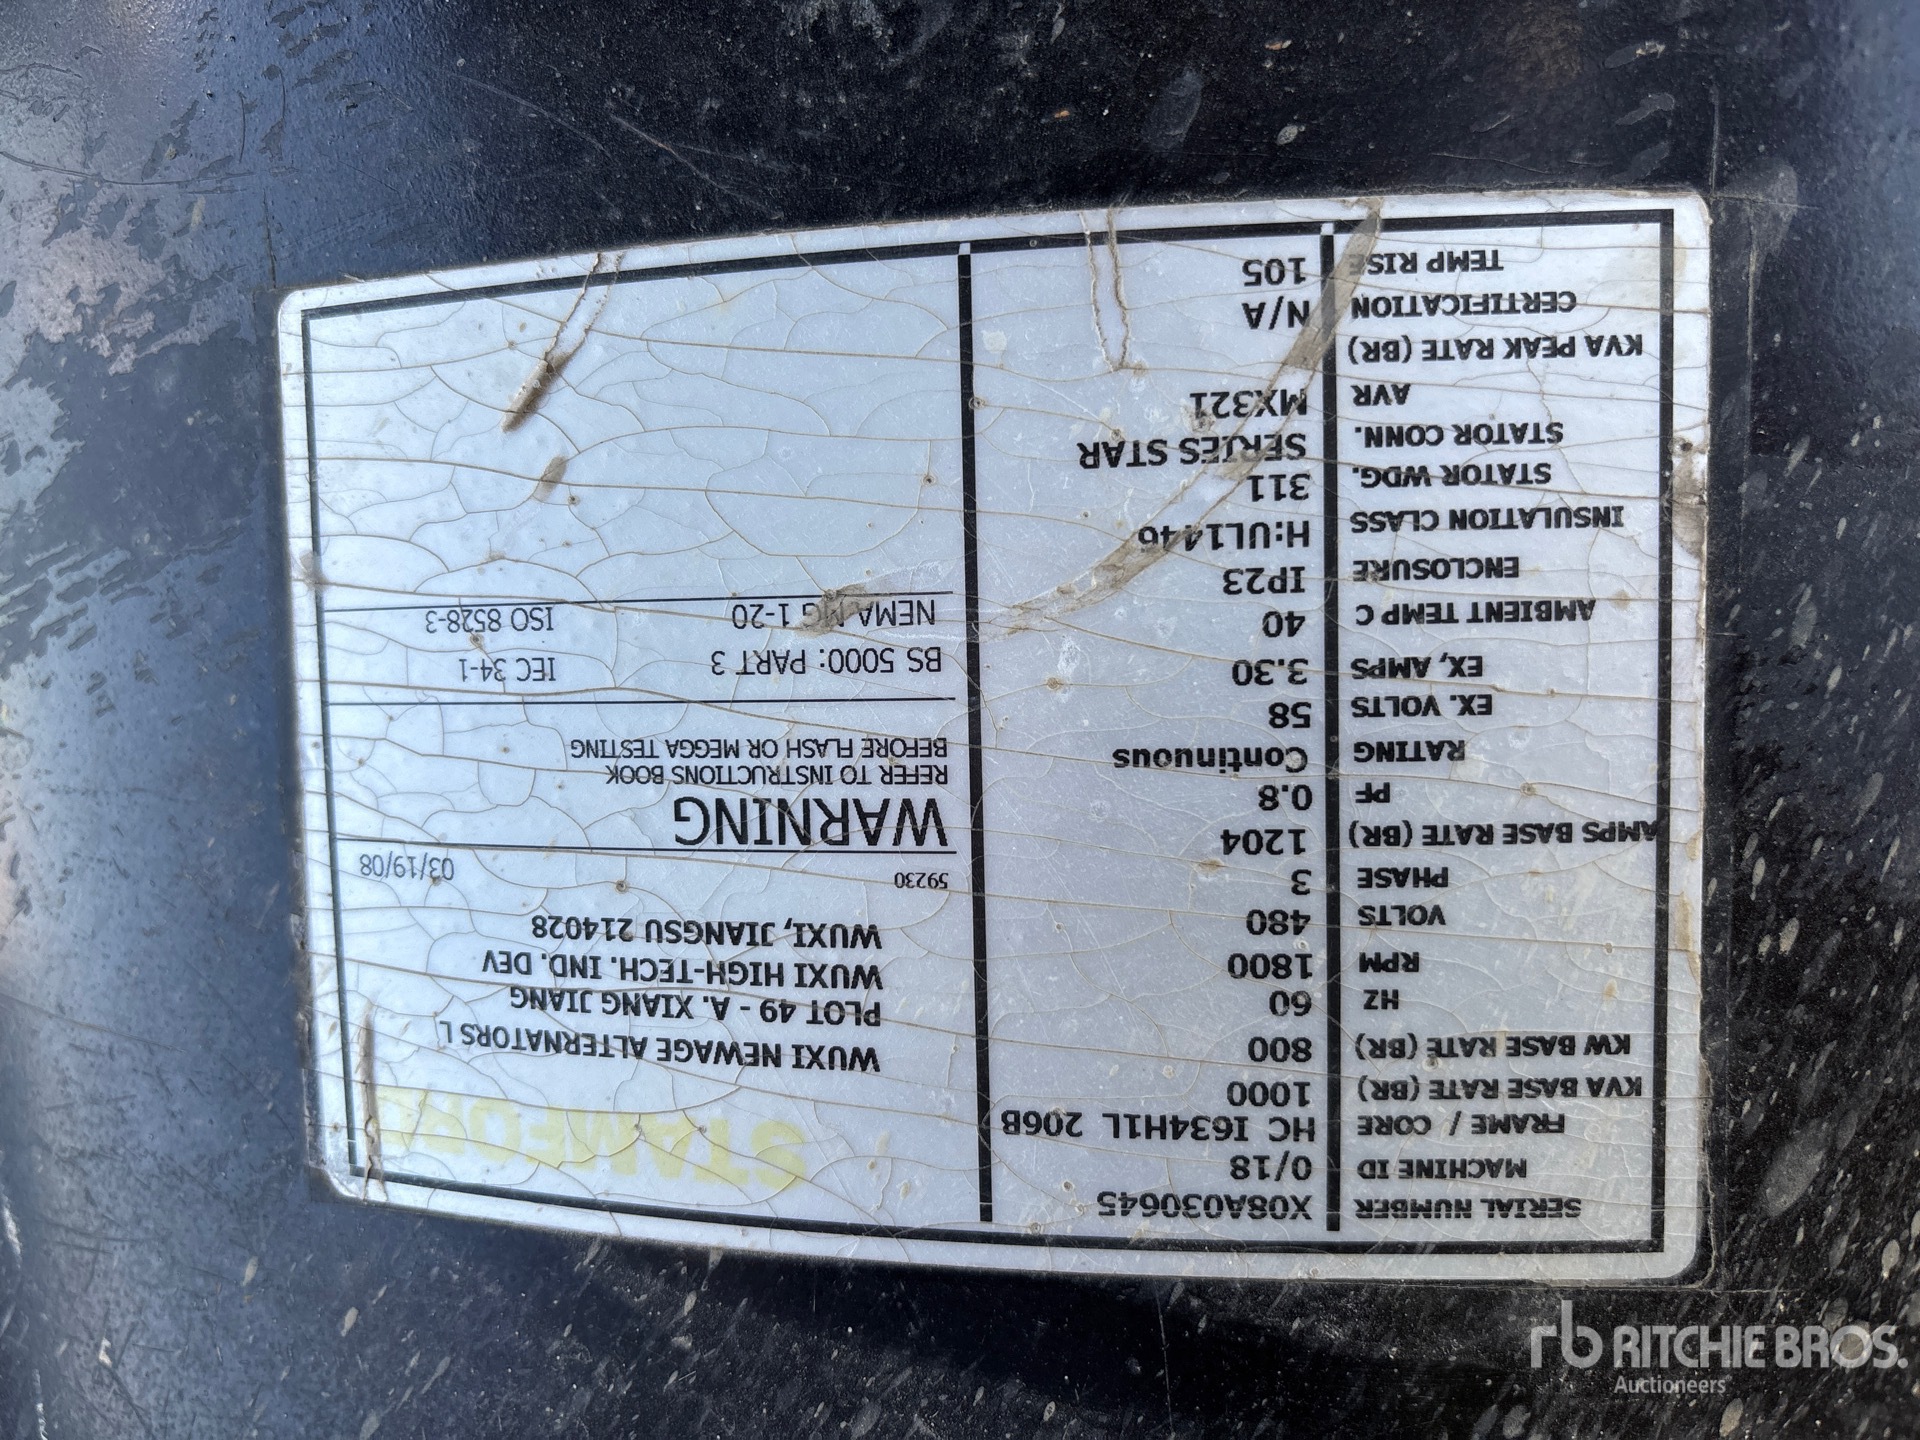 SERIAL NUMBER X08A030645
MACHINE ID 0/18
FRAME / CORE HC I634H1L 206B
KVA BASE RATE (BR) 1000
KW BASE RATE (BR) 800
HZ 60
RPM 1800
VOLTS 480
PHASE 3
AMPS BASE RATE (BR) 1204
PF 0.8
RATING Continuous
EX. VOLTS 58
EX, AMPS 3.30
AMBIENT TEMP C 40
ENCLOSURE IP23
INSULATION CLASS H:UL1446
STATOR WDG. 311
STATOR CONN. SERIES STAR
AVR MX321
KVA PEAK RATE (BR)
CERTIFICATION N/A
TEMP RISE 105
STAMFORD
WUXI NEWAGE ALTERNATORS L
PLOT 49 - A. XIANG JIANG
WUXI HIGH-TECH. IND. DEV
WUXI, JIANGSU 214028
59230 03/19/08
WARNING
REFER TO INSTRUCTIONS BOOK
BEFORE FLASH OR MEGGA TESTING
BS 5000: PART 3 IEC 34-1
NEMA MG 1-20 ISO 8528-3
rb RITCHIE BROS.
Auctioneers